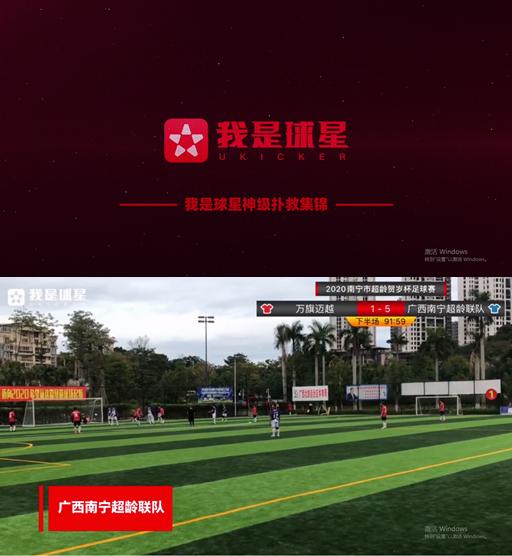 我是球星
UKICKER
我是球星神级扑救集锦
激活 Windows
转到"设置"以激活 Windows。
我是球星
2020南宁市超龄贺岁杯足球赛
万旗迈越 1-5 广西南宁超龄联队
下半场 91:59
1
广西南宁超龄联队
激活 Windows
转到"设置"以激活 Windows。